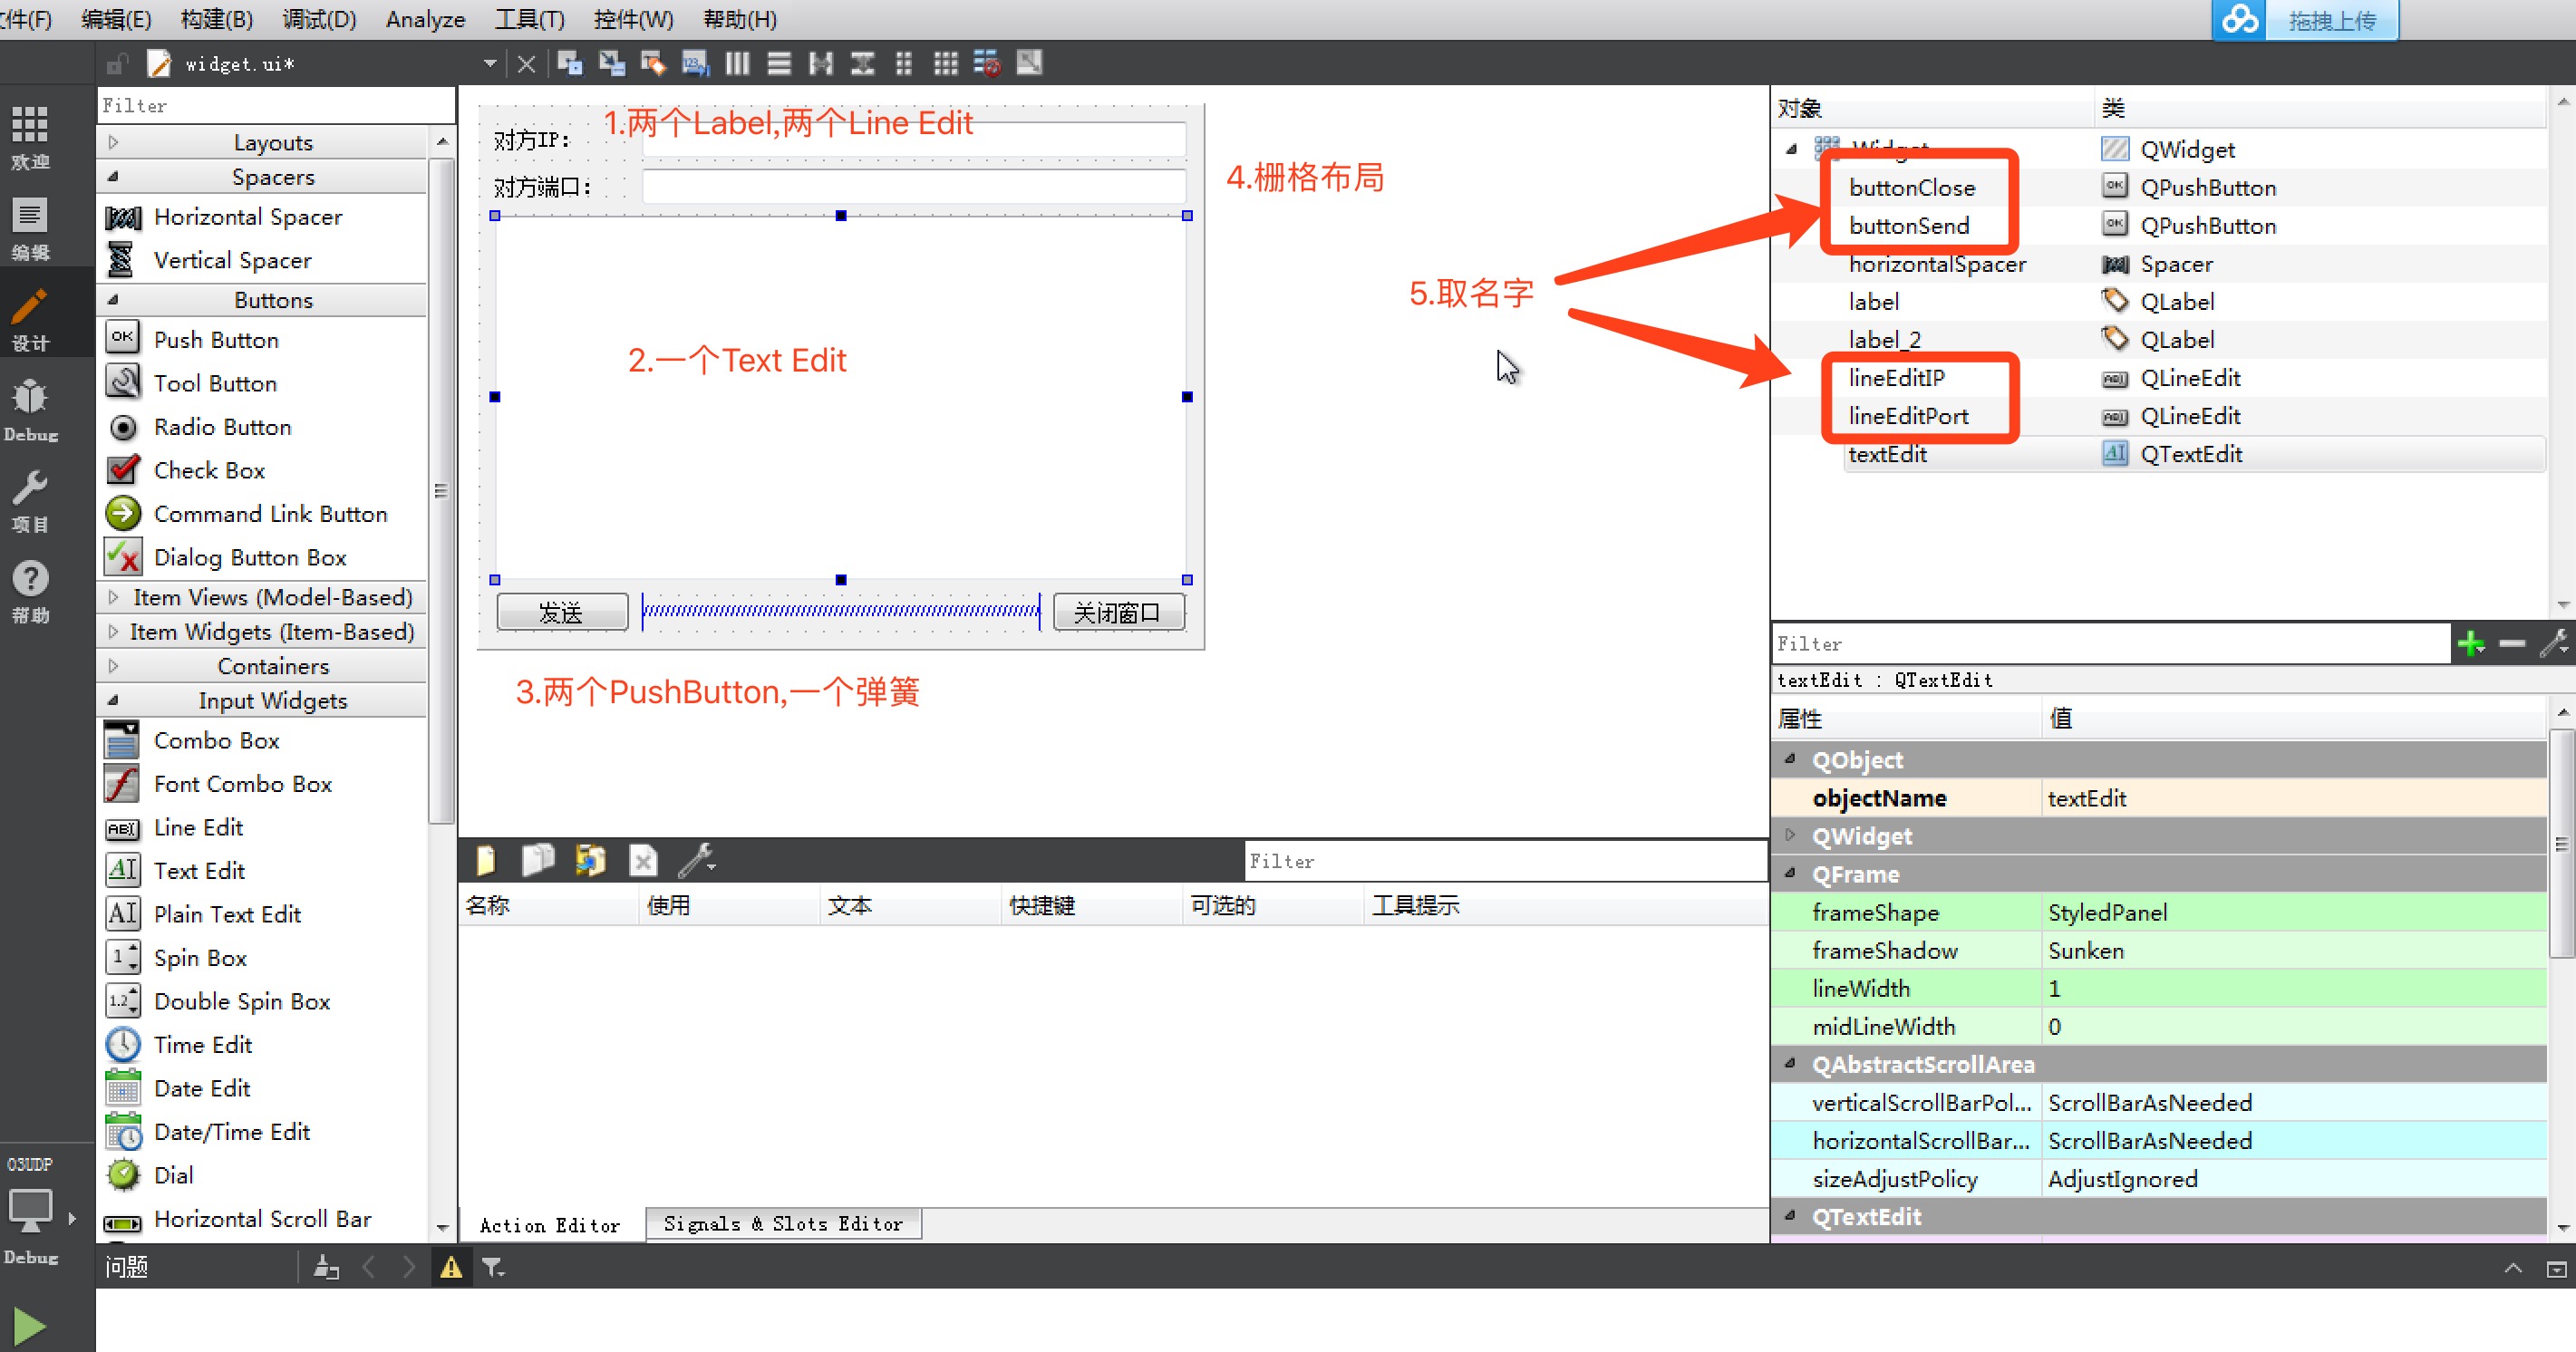 文件(F) 编辑(E) 构建(B) 调试(D) Analyze 工具(T) 控件(W) 帮助(H)
拖拽上传
widget.ui*
欢迎
编辑
设计
Debug
项目
帮助
03UDP
Debug
Filter
Layouts
Spacers
Horizontal Spacer
Vertical Spacer
Buttons
Push Button
Tool Button
Radio Button
Check Box
Command Link Button
Dialog Button Box
Item Views (Model-Based)
Item Widgets (Item-Based)
Containers
Input Widgets
Combo Box
Font Combo Box
Line Edit
Text Edit
Plain Text Edit
Spin Box
Double Spin Box
Time Edit
Date Edit
Date/Time Edit
Dial
Horizontal Scroll Bar
1.两个Label,两个Line Edit
对方IP:
对方端口:
4.栅格布局
2.一个Text Edit
5.取名字
发送 关闭窗口
3.两个PushButton,一个弹簧
Filter
名称 使用 文本 快捷键 可选的 工具提示
Action Editor Signals & Slots Editor
对象 类
Widget QWidget
buttonClose QPushButton
buttonSend QPushButton
horizontalSpacer Spacer
label QLabel
label_2 QLabel
lineEditIP QLineEdit
lineEditPort QLineEdit
textEdit QTextEdit
Filter
textEdit : QTextEdit
属性 值
QObject
objectName textEdit
QWidget
QFrame
frameShape StyledPanel
frameShadow Sunken
lineWidth 1
midLineWidth 0
QAbstractScrollArea
verticalScrollBarPol... ScrollBarAsNeeded
horizontalScrollBar... ScrollBarAsNeeded
sizeAdjustPolicy AdjustIgnored
QTextEdit
问题